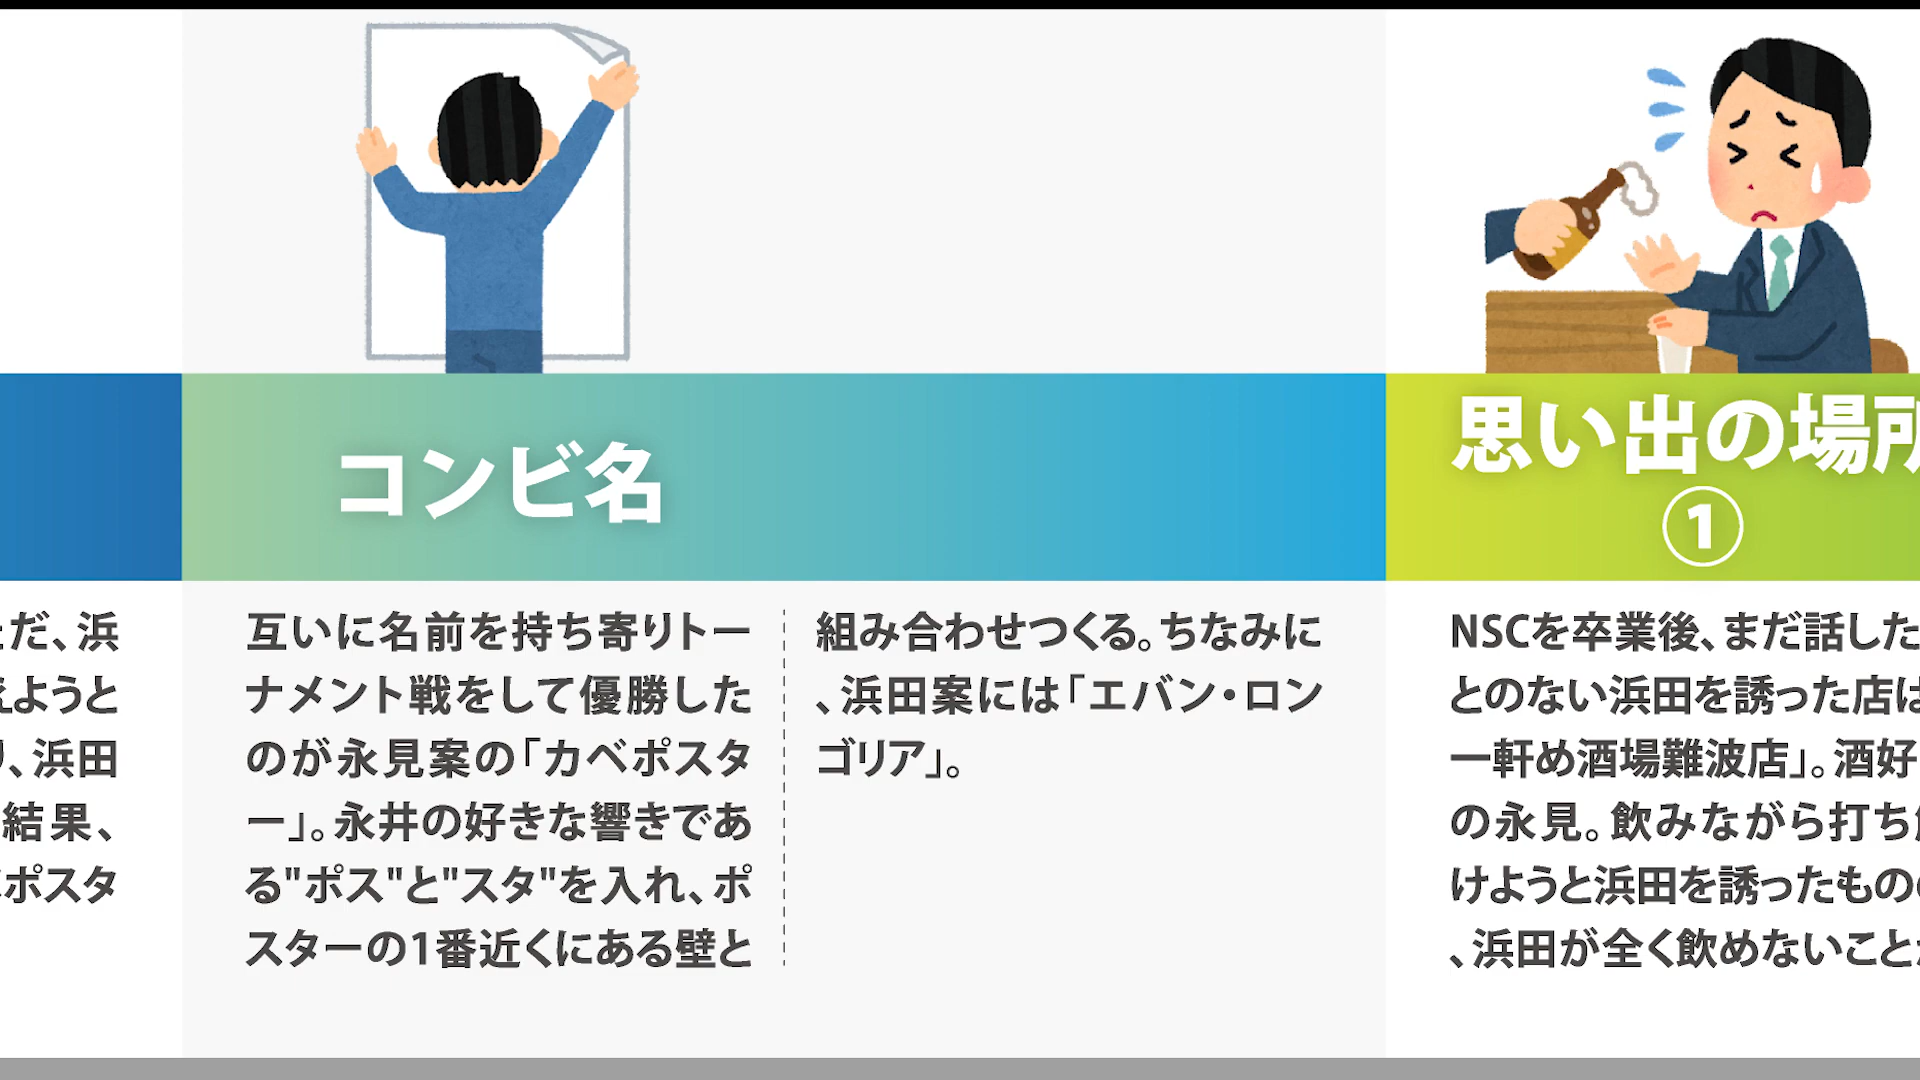 だ、浜
ようと
、浜田
結果、
ポスタ
コンビ名
互いに名前を持ち寄りトー
ナメント戦をして優勝した
のが永見案の「カベポスタ
ー」。永井の好きな響きであ
る"ポス"と"スタ"を入れ、ポ
スターの1番近くにある壁と
組み合わせつくる。ちなみに
、浜田案には「エバン・ロン
ゴリア」。
思い出の場所
①
NSCを卒業後、まだ話した
とのない浜田を誘った店は
一軒め酒場難波店」。酒好
の永見。飲みながら打ち
けようと浜田を誘ったものの
、浜田が全く飲めないこと